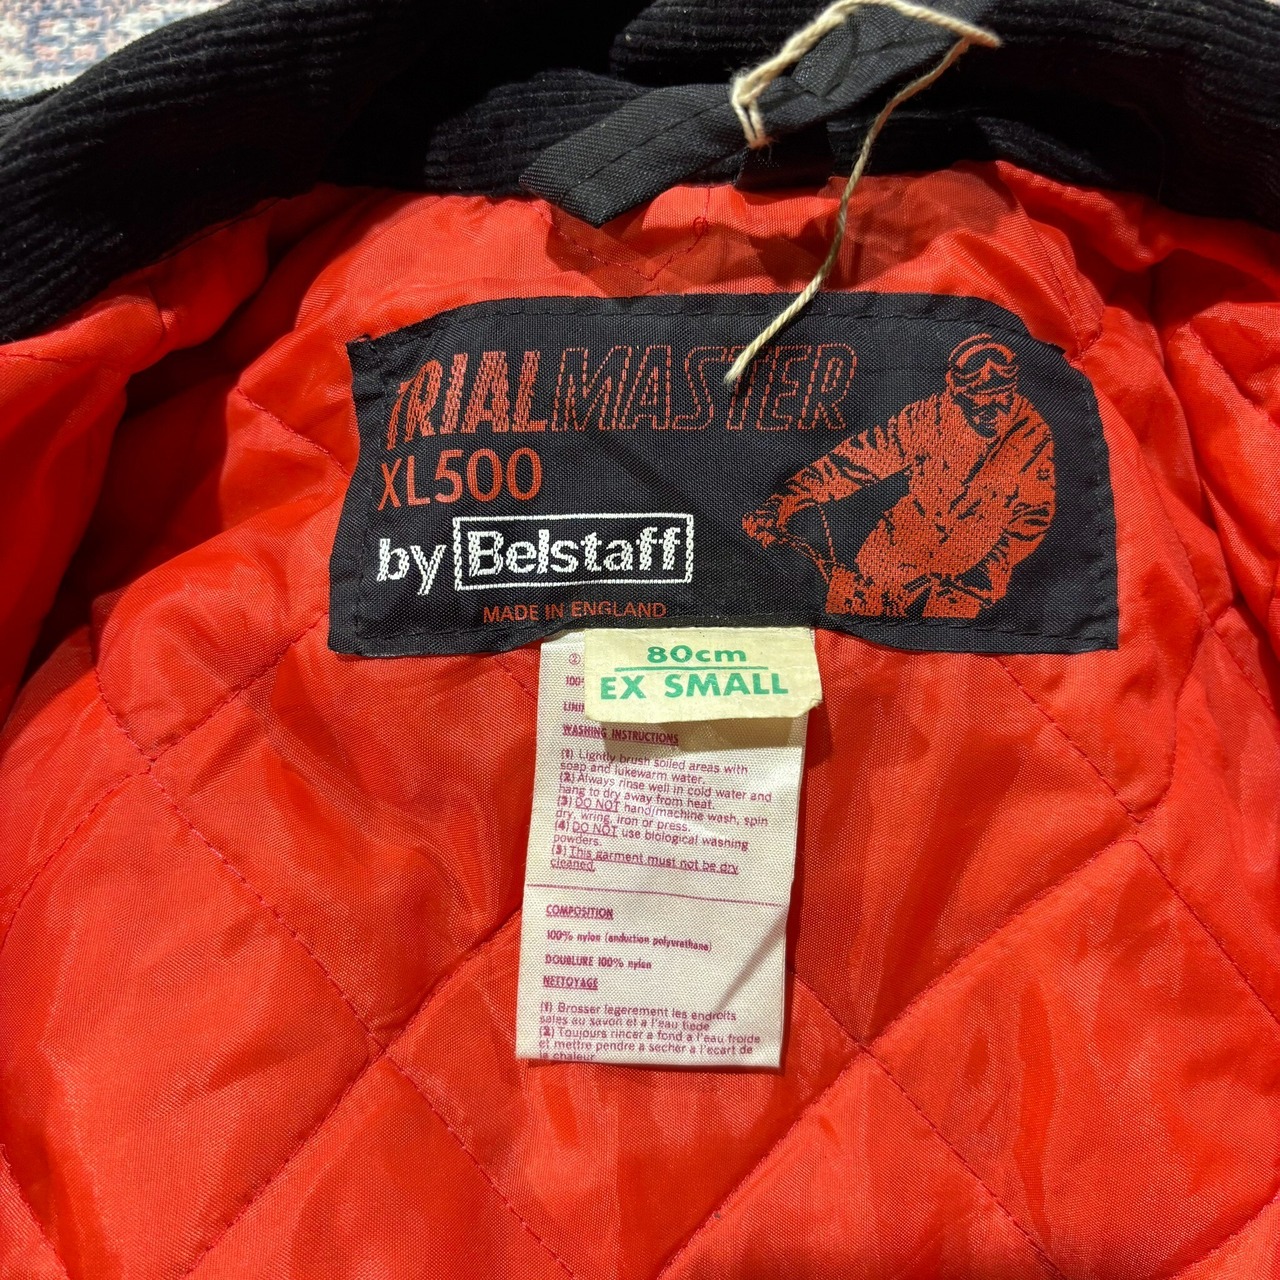 TRIALMASTER
XL500
by Belstaff
MADE IN ENGLAND
80cm
EX SMALL
②
100%
WASHING INSTRUCTIONS
(1) Lightly brush soiled areas with
soap and lukewarm water.
(2) Always rinse well in cold water and
hang to dry away from heat.
(3) DO NOT hand/machine wash, spin
dry, wring, iron or press.
(4) DO NOT use biological washing
powders.
(5) This garment must not be dry
cleaned.
COMPOSITION
100% nylon (enduction polyurethane)
DOUBLURE 100% nylon
NETTOYAGE
(1) Brosser legerement les endroits
sales au savon et a l'eau tiede
(2) Toujours rincer a fond a l'eau froide
et mettre pendre a secher a l'ecart de
la chaleur